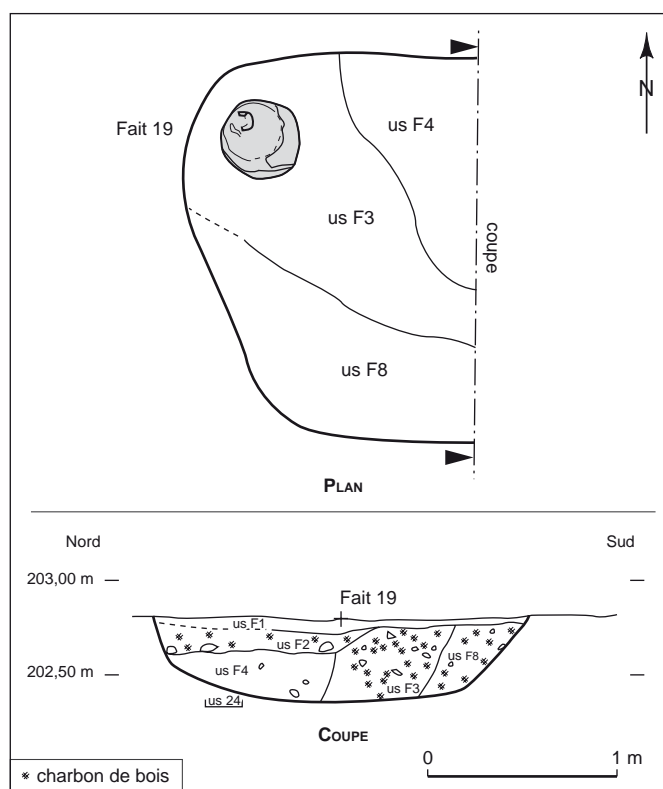 N
us F4
Fait 19
us F3
coupe
us F8
PLAN
Nord
Sud
203,00 m
Fait 19
us F1
us F2
us F8
us F4
202,50 m
us F3
us 24
COUPE
0
1 m
charbon de bois